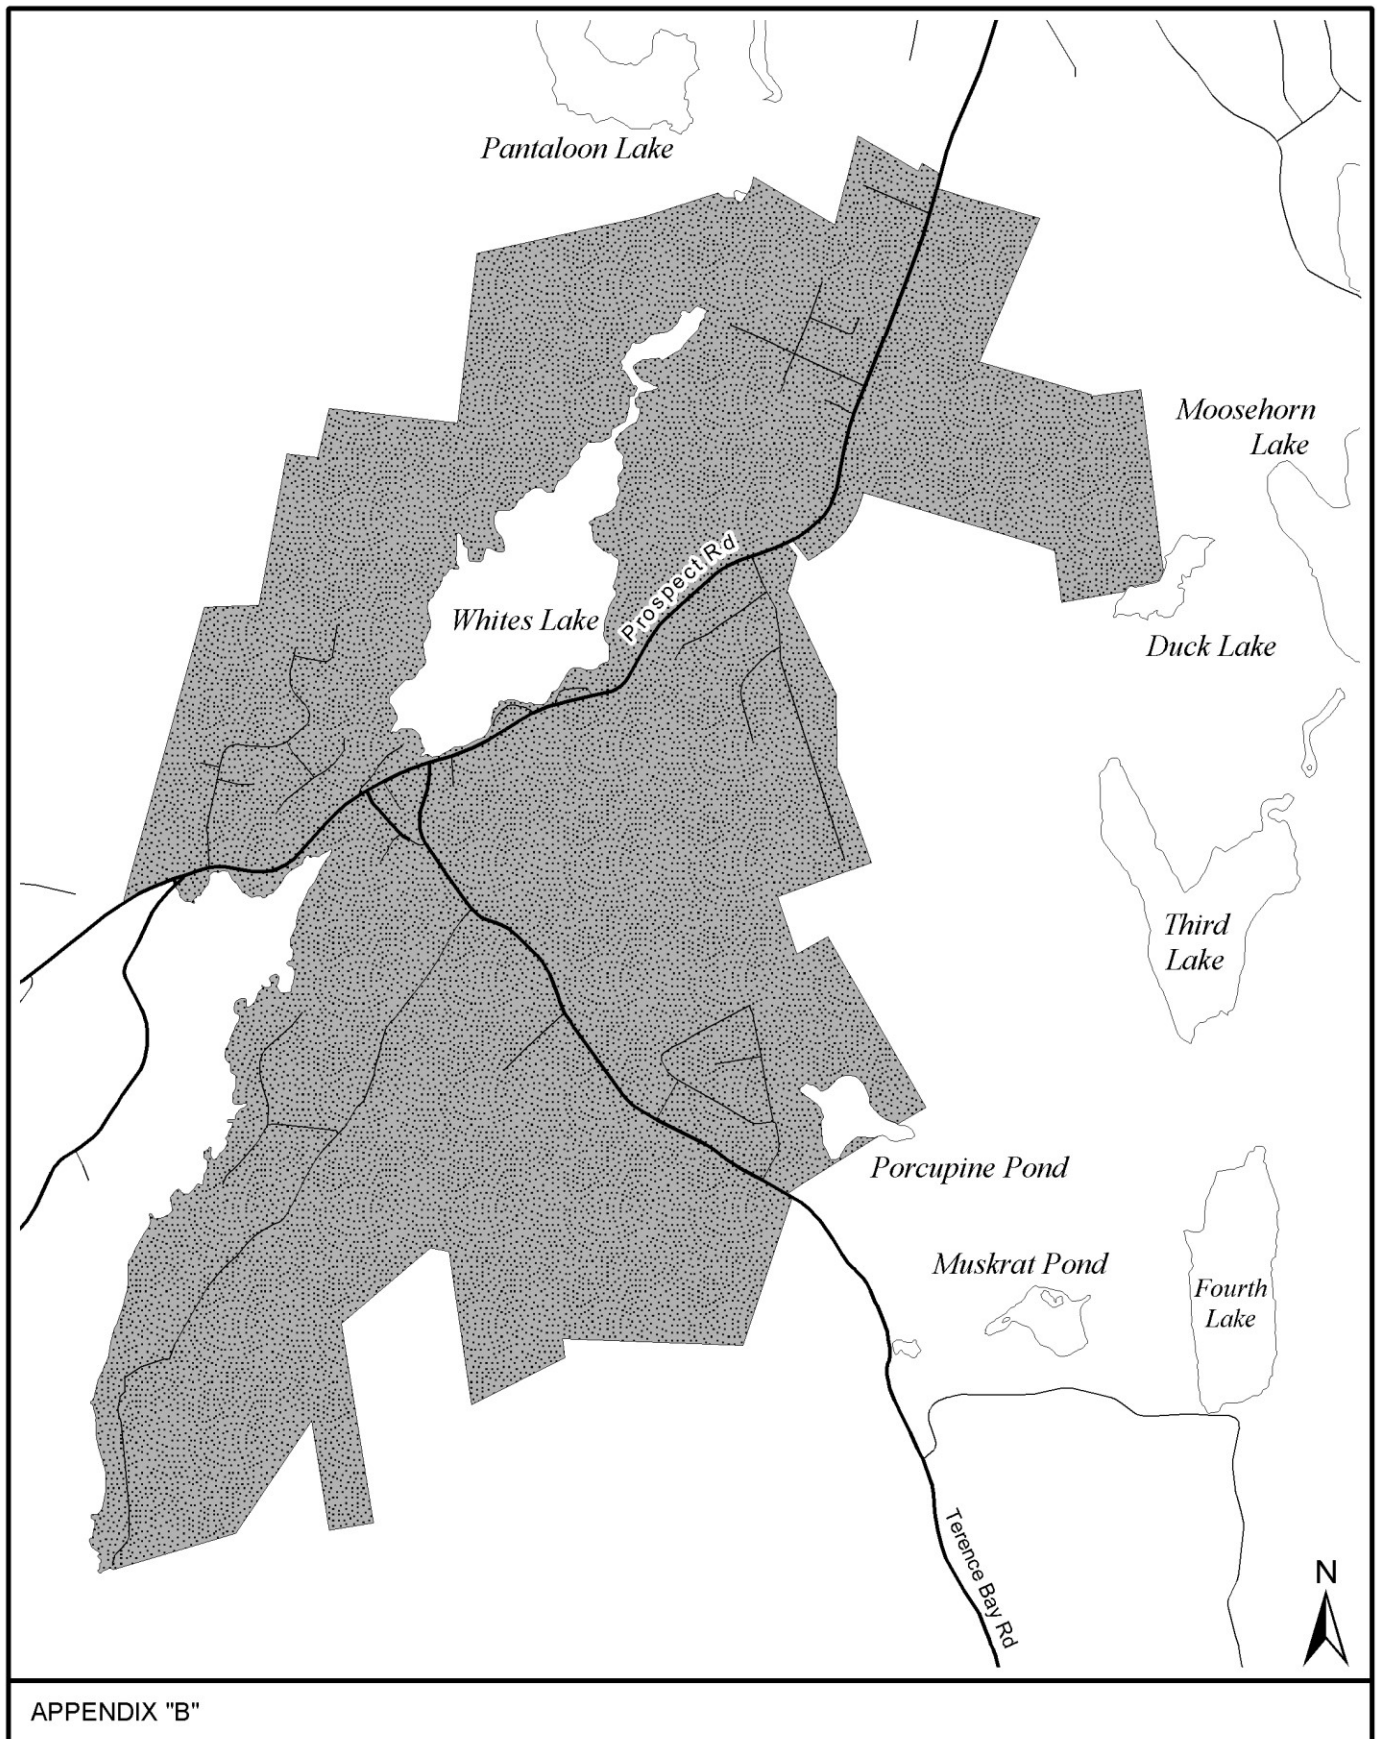 Pantaloon Lake
Moosehorn
Lake
Prospect Rd
Whites Lake
Duck Lake
Third
Lake
Porcupine Pond
Muskrat Pond
Fourth
Lake
Terence Bay Rd
N
APPENDIX "B"